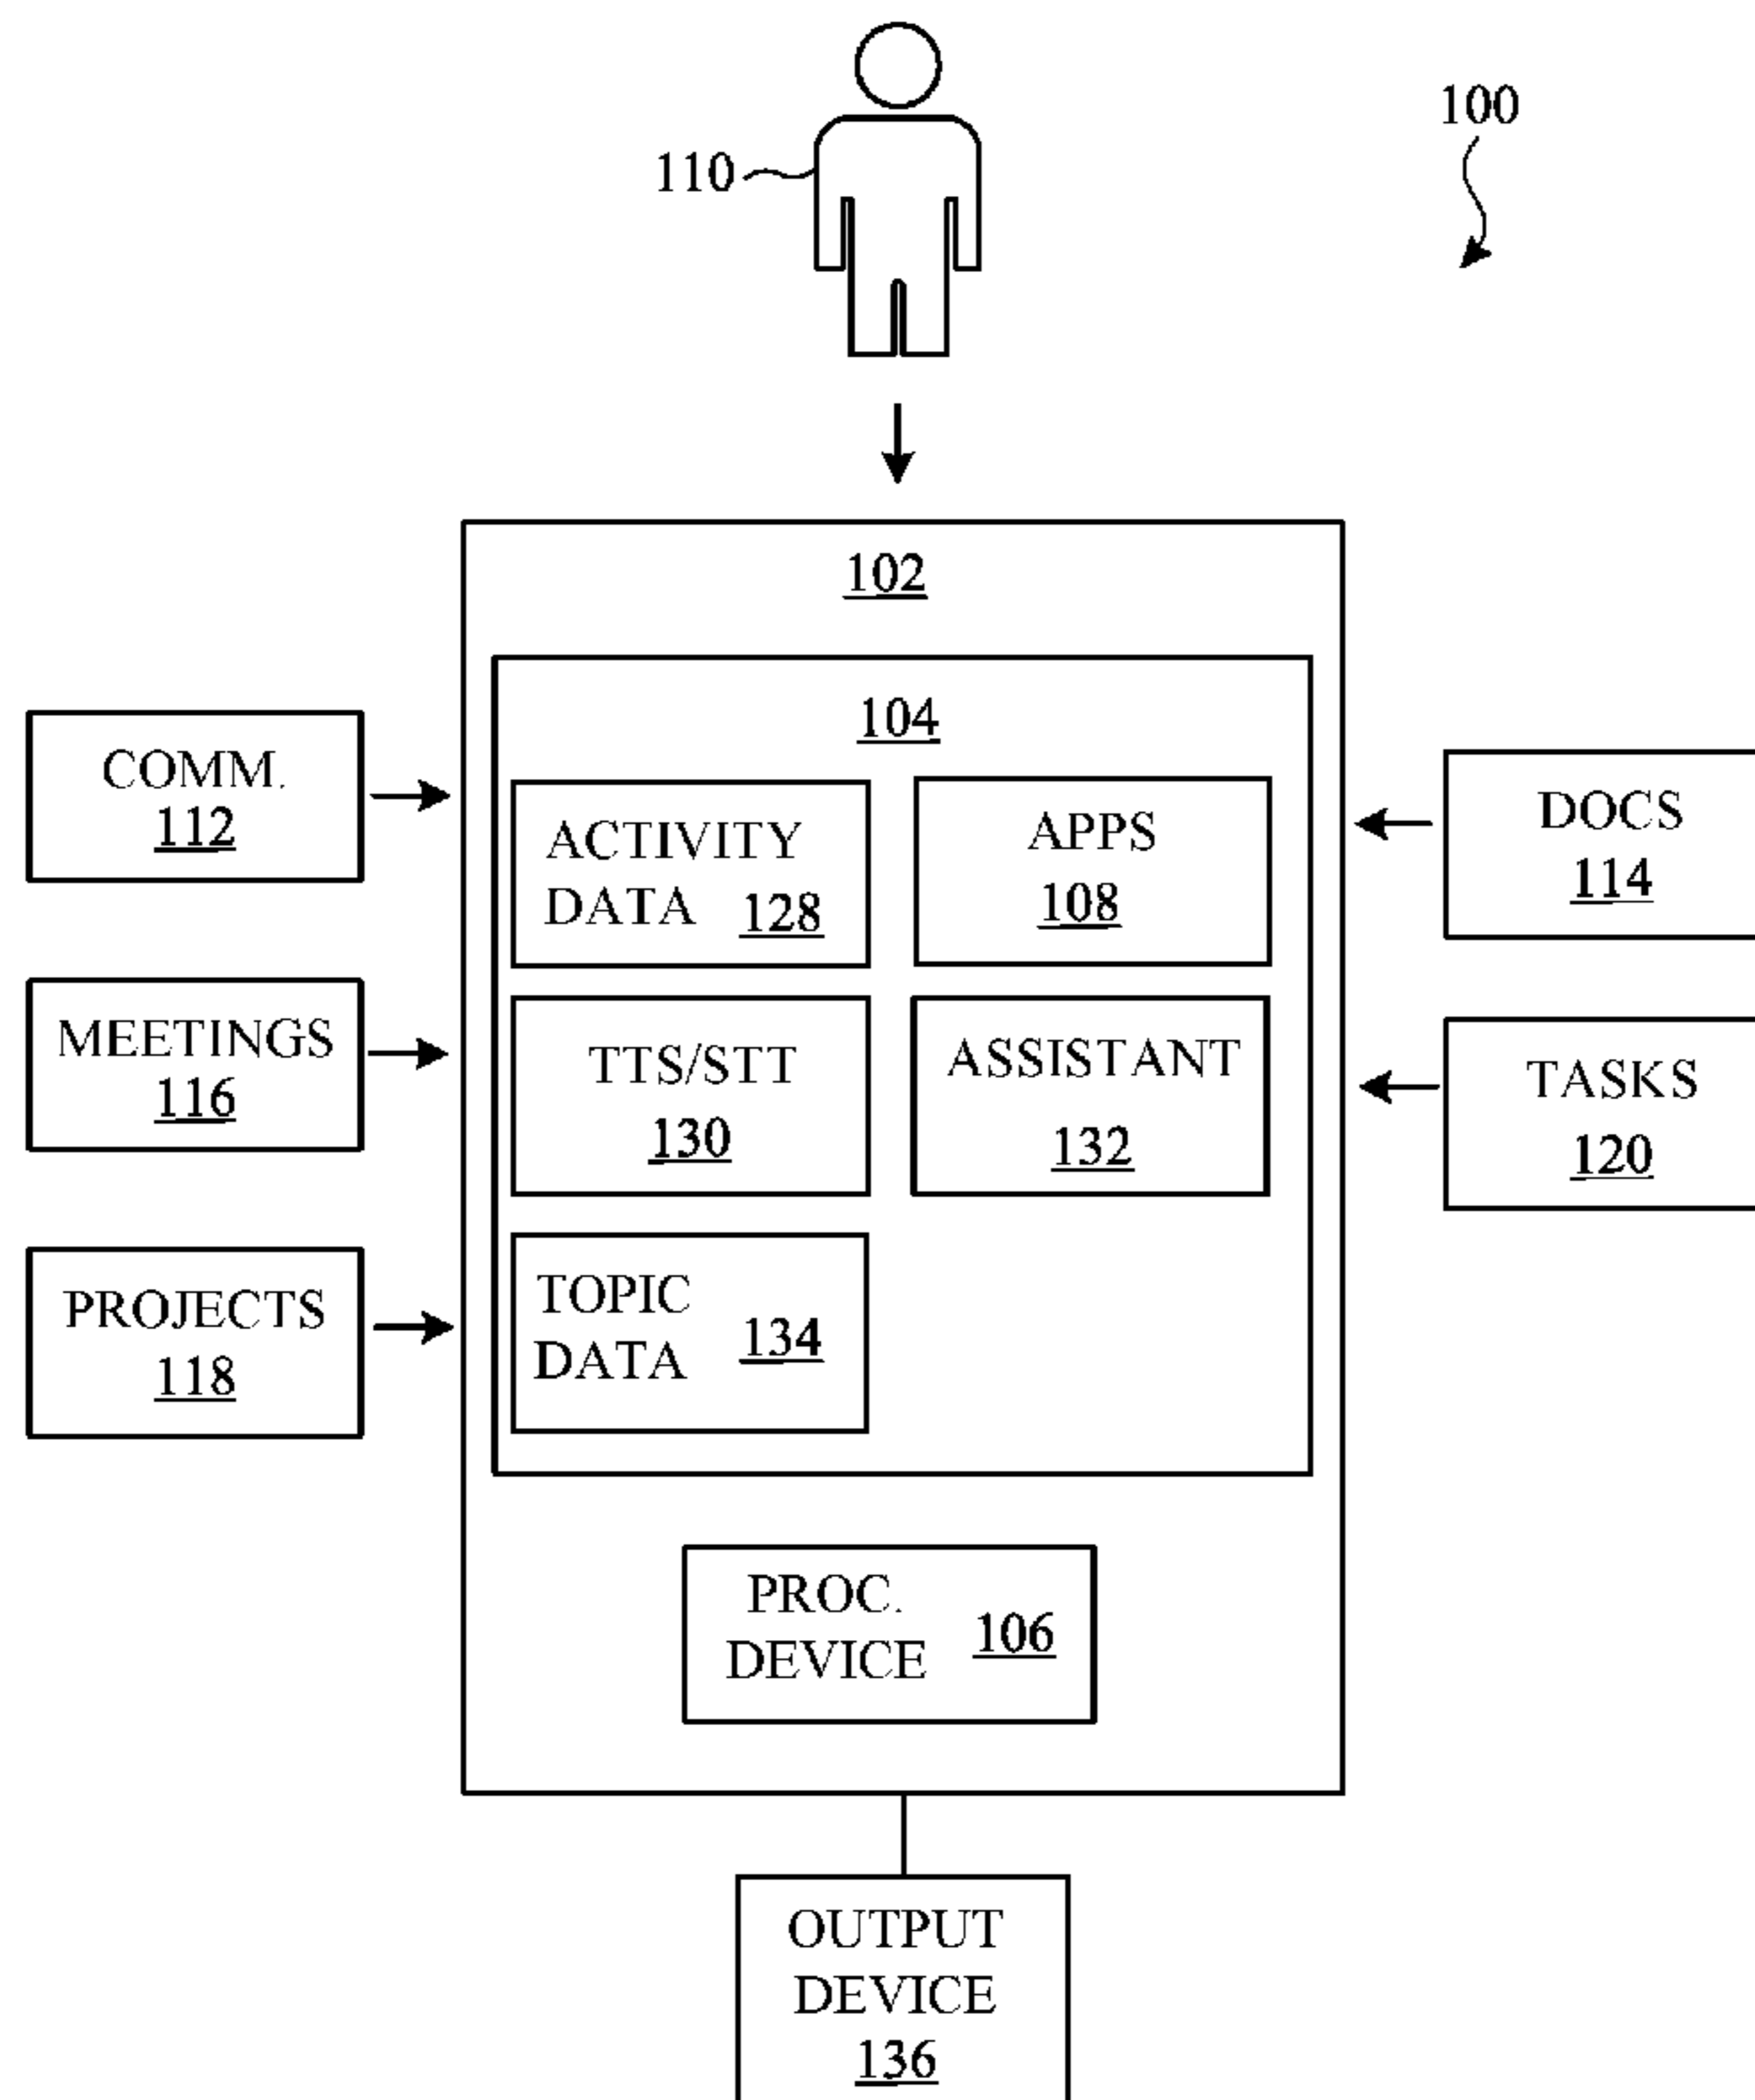 100
110
102
104
COMM.
112
ACTIVITY
DATA 128
APPS
108
DOCS
114
MEETINGS
116
TTS/STT
130
ASSISTANT
132
TASKS
120
PROJECTS
118
TOPIC
DATA 134
PROC.
DEVICE 106
OUTPUT
DEVICE
136